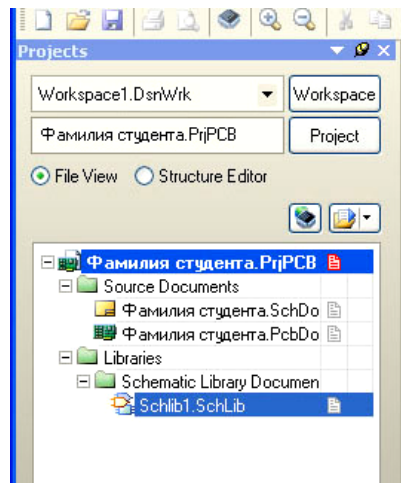 Projects
Workspace1.DsnWrk Workspace
Фамилия студента.PrjPCB Project
File View Structure Editor
Фамилия студента.PrjPCB
Source Documents
Фамилия студента.SchDo
Фамилия студента.PcbDo
Libraries
Schematic Library Documen
Schlib1.SchLib